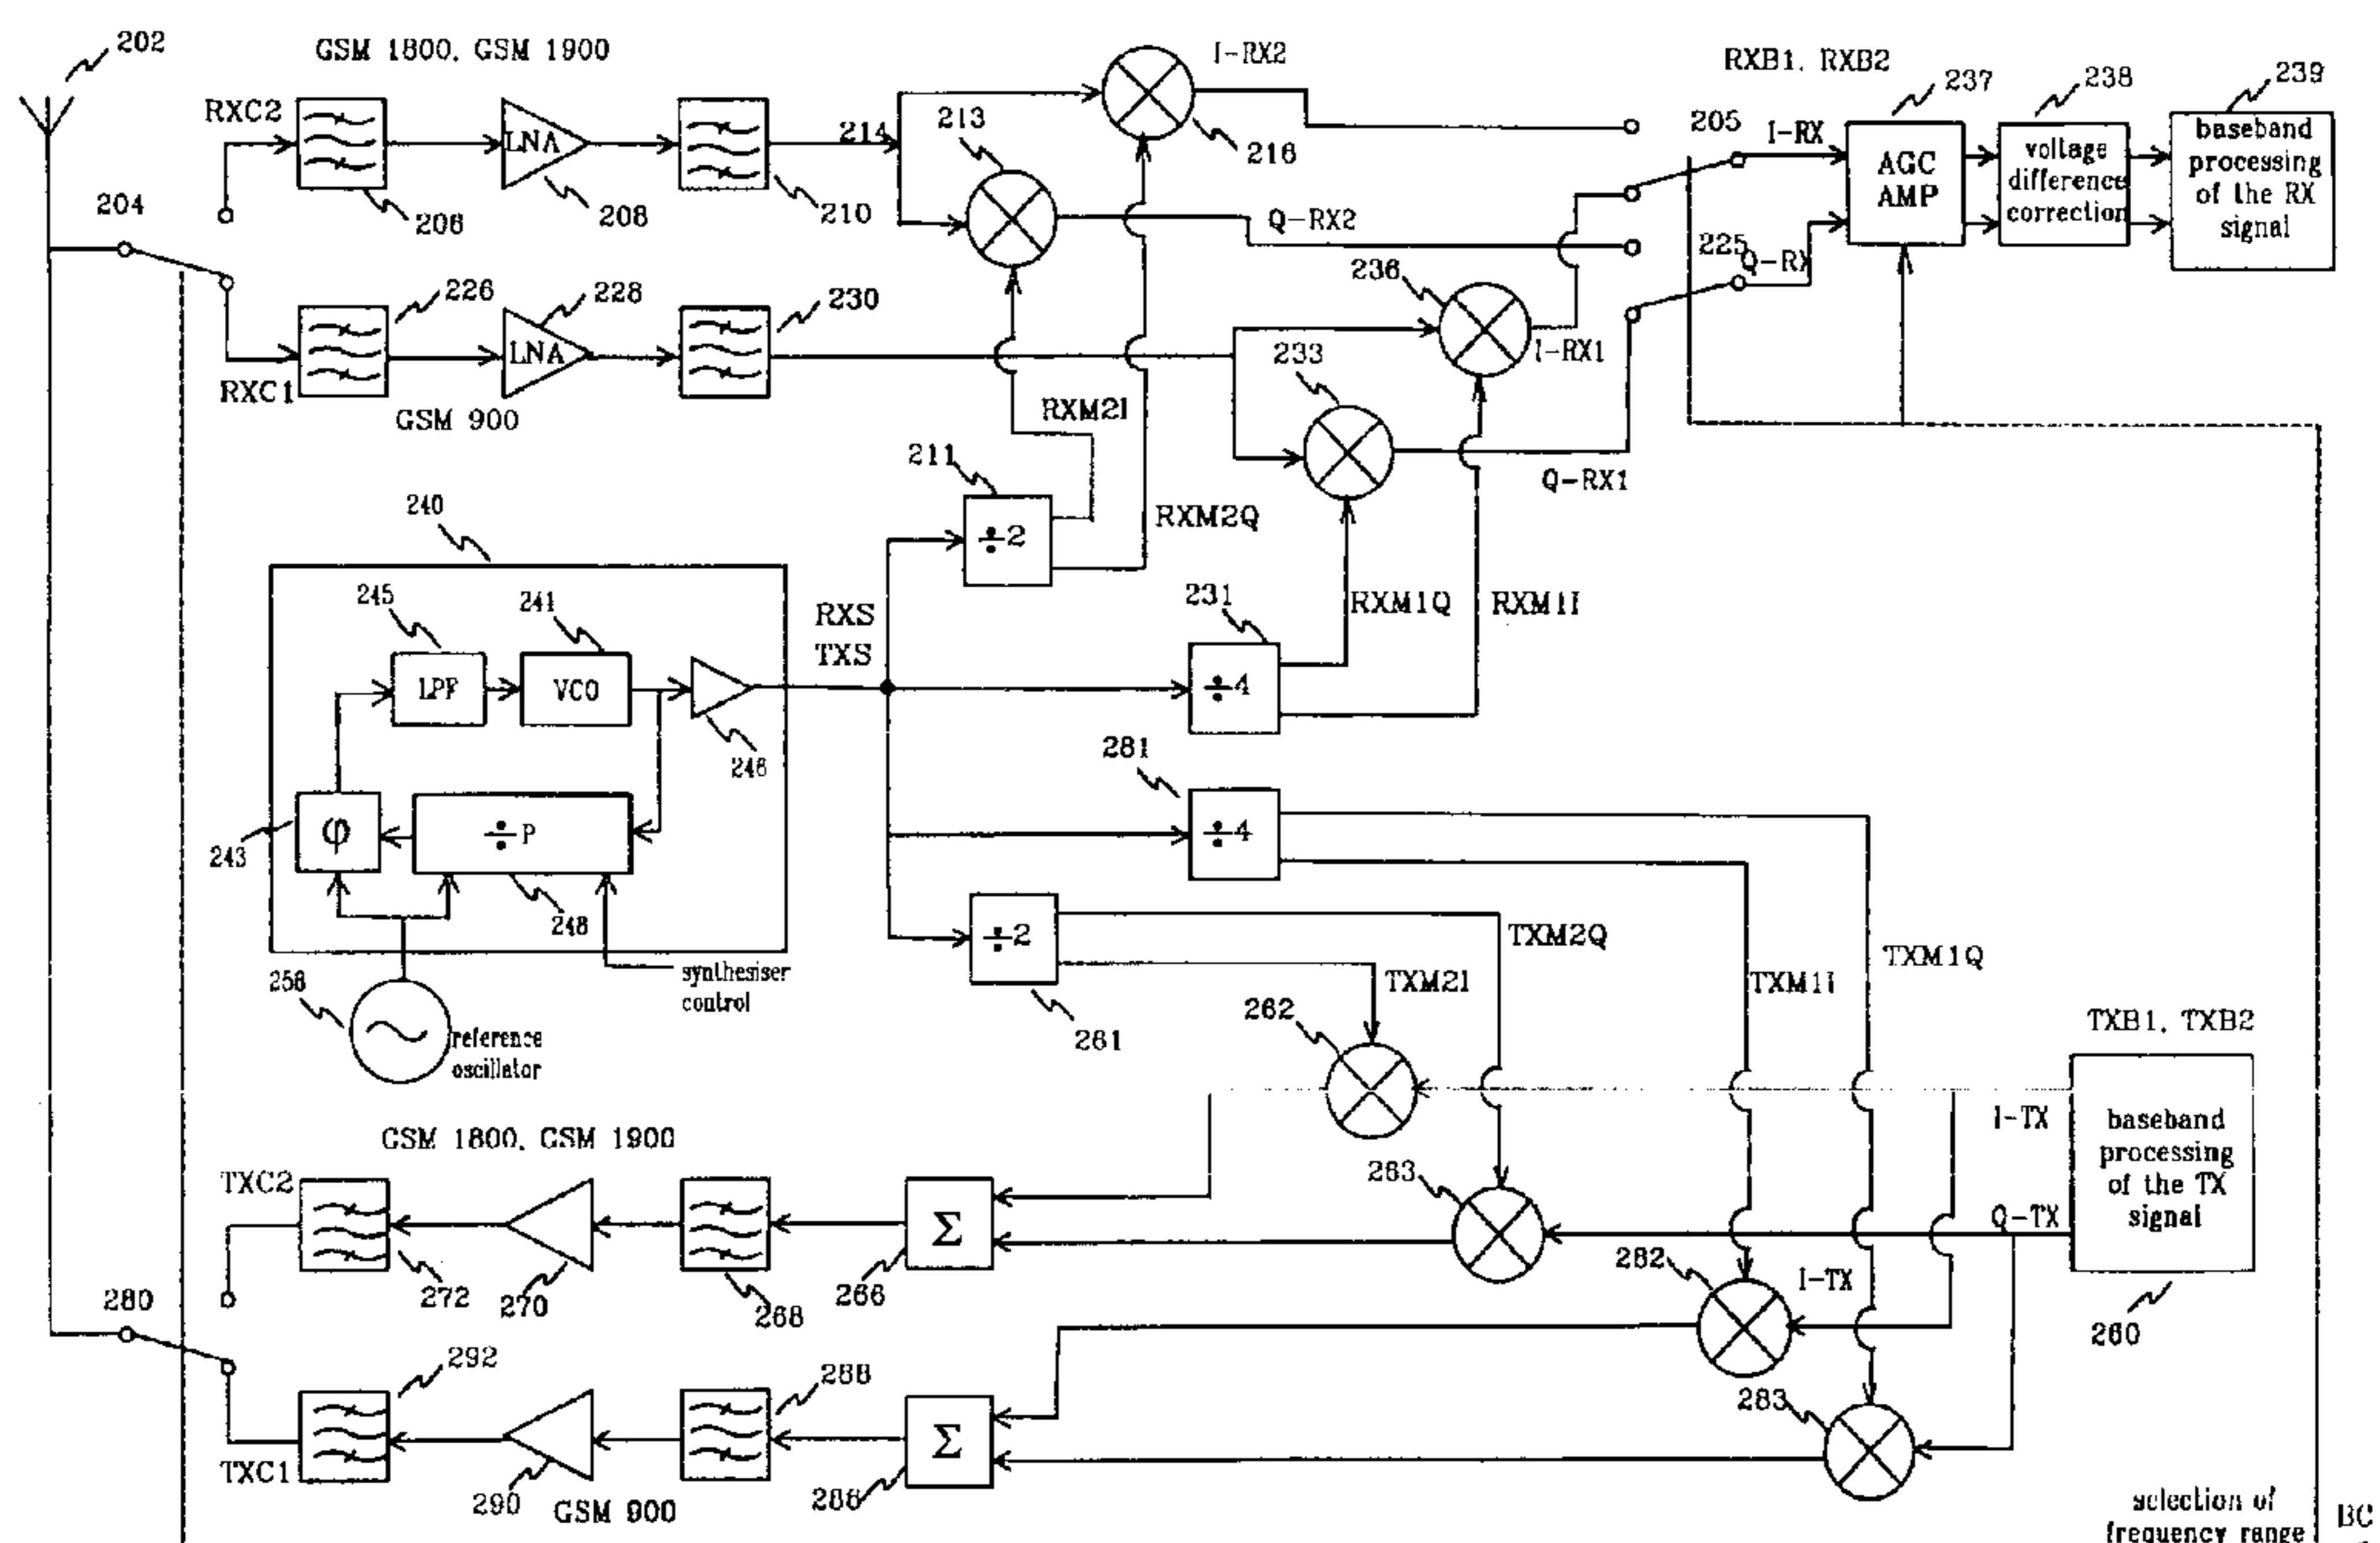 202
GSM 1800, GSM 1900
I-RX2
RXB1, RXB2
237
238
239
RXC2
LNA
214
213
216
205
I-RX
AGC
AMP
voltage
difference
correction
baseband
processing
of the RX
signal
204
206
208
210
Q-RX2
225
Q-RX
236
226
228
230
LNA
233
I-RX1
RXC1
GSM 900
RXM2I
211
Q-RX1
240
÷2
RXM2Q
245
241
RXS
TXS
231
RXM1Q
RXM1I
LPF
VCO
÷4
246
281
243
φ
÷P
÷4
248
÷2
TXM2Q
TXM1Q
258
synthesiser
control
TXM2I
TXM1I
reference
oscillator
261
262
TXB1, TXB2
GSM 1800, GSM 1900
I-TX
baseband
processing
of the TX
signal
TXC2
263
Q-TX
Σ
282
I-TX
280
272
270
268
266
260
292
288
283
Σ
TXC1
290
GSM 900
286
selection of
frequency range
BC